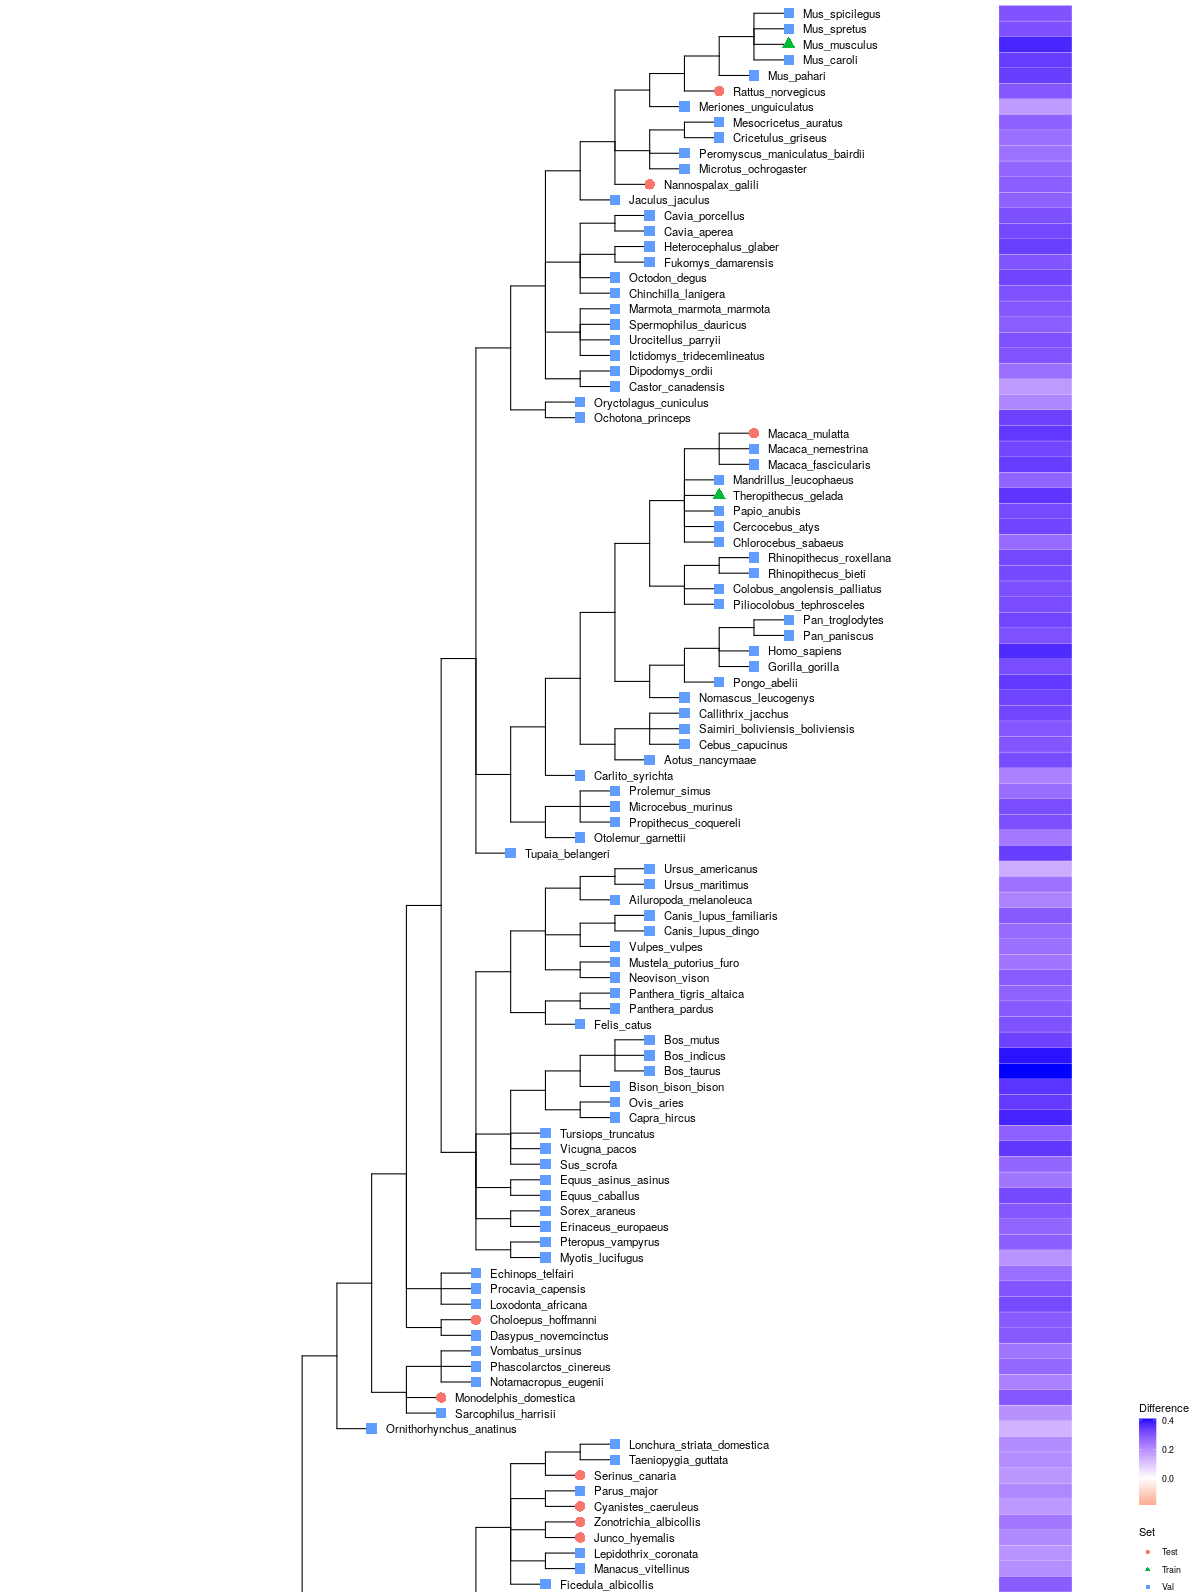 Mus_spicilegus
Mus_spretus
Mus_musculus
Mus_caroli
Mus_pahari
Rattus_norvegicus
Meriones_unguiculatus
Mesocricetus_auratus
Cricetulus_griseus
Peromyscus_maniculatus_bairdii
Microtus_ochrogaster
Nannospalax_galili
Jaculus_jaculus
Cavia_porcellus
Cavia_aperea
Heterocephalus_glaber
Fukomys_damarensis
Octodon_degus
Chinchilla_lanigera
Marmota_marmota_marmota
Spermophilus_dauricus
Urocitellus_parryii
Ictidomys_tridecemlineatus
Dipodomys_ordii
Castor_canadensis
Oryctolagus_cuniculus
Ochotona_princeps
Macaca_mulatta
Macaca_nemestrina
Macaca_fascicularis
Mandrillus_leucophaeus
Theropithecus_gelada
Papio_anubis
Cercocebus_atys
Chlorocebus_sabaeus
Rhinopithecus_roxellana
Rhinopithecus_bieti
Colobus_angolensis_palliatus
Piliocolobus_tephrosceles
Pan_troglodytes
Pan_paniscus
Homo_sapiens
Gorilla_gorilla
Pongo_abelii
Nomascus_leucogenys
Callithrix_jacchus
Saimiri_boliviensis_boliviensis
Cebus_capucinus
Aotus_nancymaae
Carlito_syrichta
Prolemur_simus
Microcebus_murinus
Propithecus_coquereli
Otolemur_garnettii
Tupaia_belangeri
Ursus_americanus
Ursus_maritimus
Ailuropoda_melanoleuca
Canis_lupus_familiaris
Canis_lupus_dingo
Vulpes_vulpes
Mustela_putorius_furo
Neovison_vison
Panthera_tigris_altaica
Panthera_pardus
Felis_catus
Bos_mutus
Bos_indicus
Bos_taurus
Bison_bison_bison
Ovis_aries
Capra_hircus
Tursiops_truncatus
Vicugna_pacos
Sus_scrofa
Equus_asinus_asinus
Equus_caballus
Sorex_araneus
Erinaceus_europaeus
Pteropus_vampyrus
Myotis_lucifugus
Echinops_telfairi
Procavia_capensis
Loxodonta_africana
Choloepus_hoffmanni
Dasypus_novemcinctus
Vombatus_ursinus
Phascolarctos_cinereus
Notamacropus_eugenii
Monodelphis_domestica
Sarcophilus_harrisii
Ornithorhynchus_anatinus
Lonchura_striata_domestica
Taeniopygia_guttata
Serinus_canaria
Parus_major
Cyanistes_caeruleus
Zonotrichia_albicollis
Junco_hyemalis
Lepidothrix_coronata
Manacus_vitellinus
Ficedula_albicollis
Difference
0.4
0.2
0.0
Set
Test
Train
Val